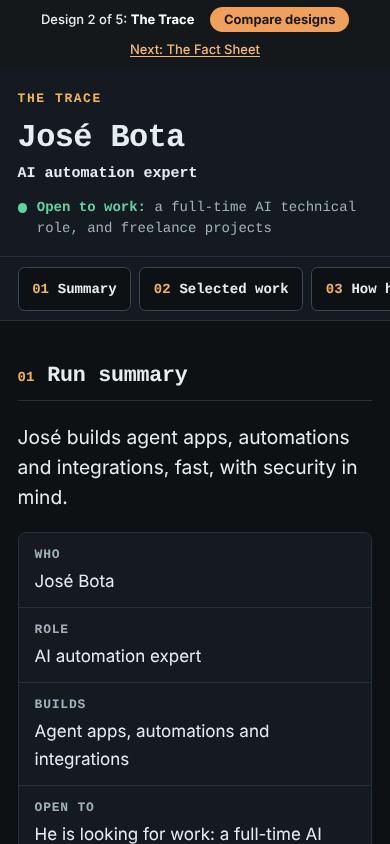 Design 2 of 5: The Trace
Compare designs
Next: The Fact Sheet
THE TRACE
José Bota
AI automation expert
Open to work: a full-time AI technical
role, and freelance projects
01 Summary
02 Selected work
03 How
01 Run summary
José builds agent apps, automations
and integrations, fast, with security in
mind.
WHO
José Bota
ROLE
AI automation expert
BUILDS
Agent apps, automations and
integrations
OPEN TO
He is looking for work: a full-time AI